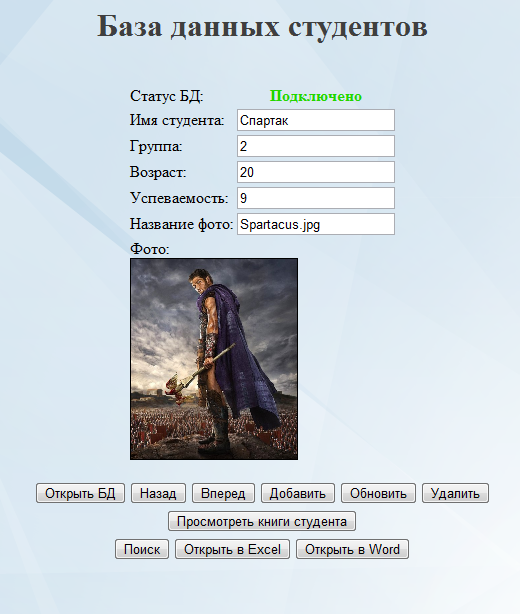 База данных студентов
Статус БД: Подключено
Имя студента: Спартак
Группа: 2
Возраст: 20
Успеваемость: 9
Название фото: Spartacus.jpg
Фото:
Открыть БД Назад Вперед Добавить Обновить Удалить
Просмотреть книги студента
Поиск Открыть в Excel Открыть в Word